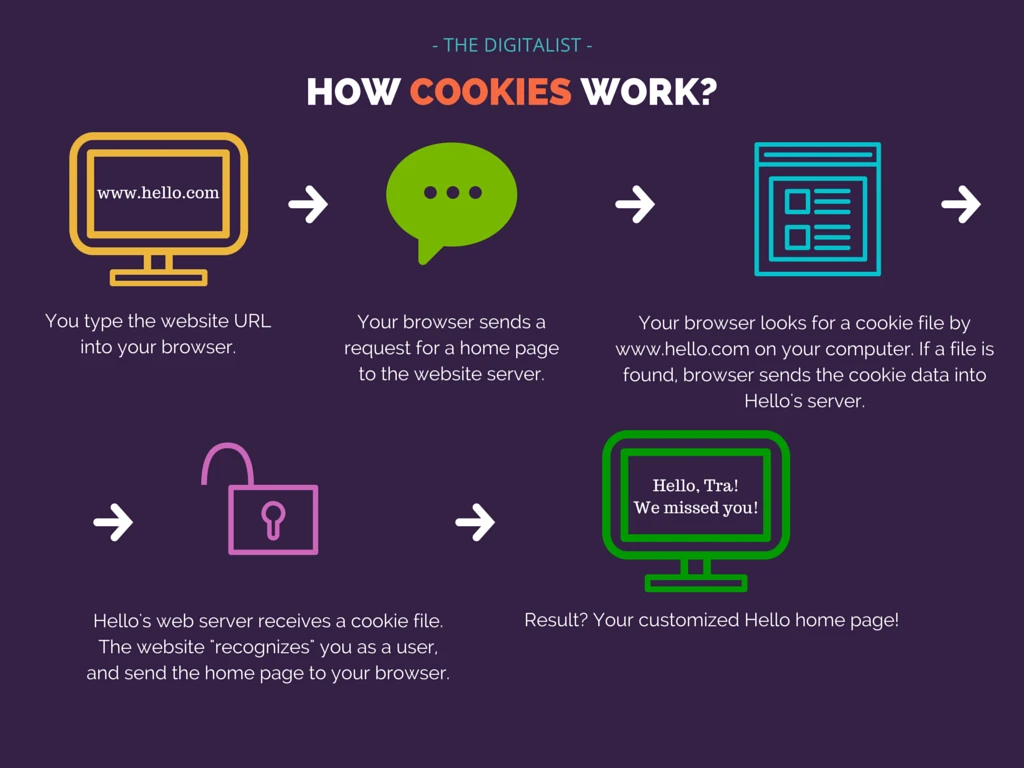 - THE DIGITALIST -
HOW COOKIES WORK?
www.hello.com
You type the website URL
into your browser.
Your browser sends a
request for a home page
to the website server.
Your browser looks for a cookie file by
www.hello.com on your computer. If a file is
found, browser sends the cookie data into
Hello's server.
Hello's web server receives a cookie file.
The website "recognizes" you as a user,
and send the home page to your browser.
Hello, Tra!
We missed you!
Result? Your customized Hello home page!